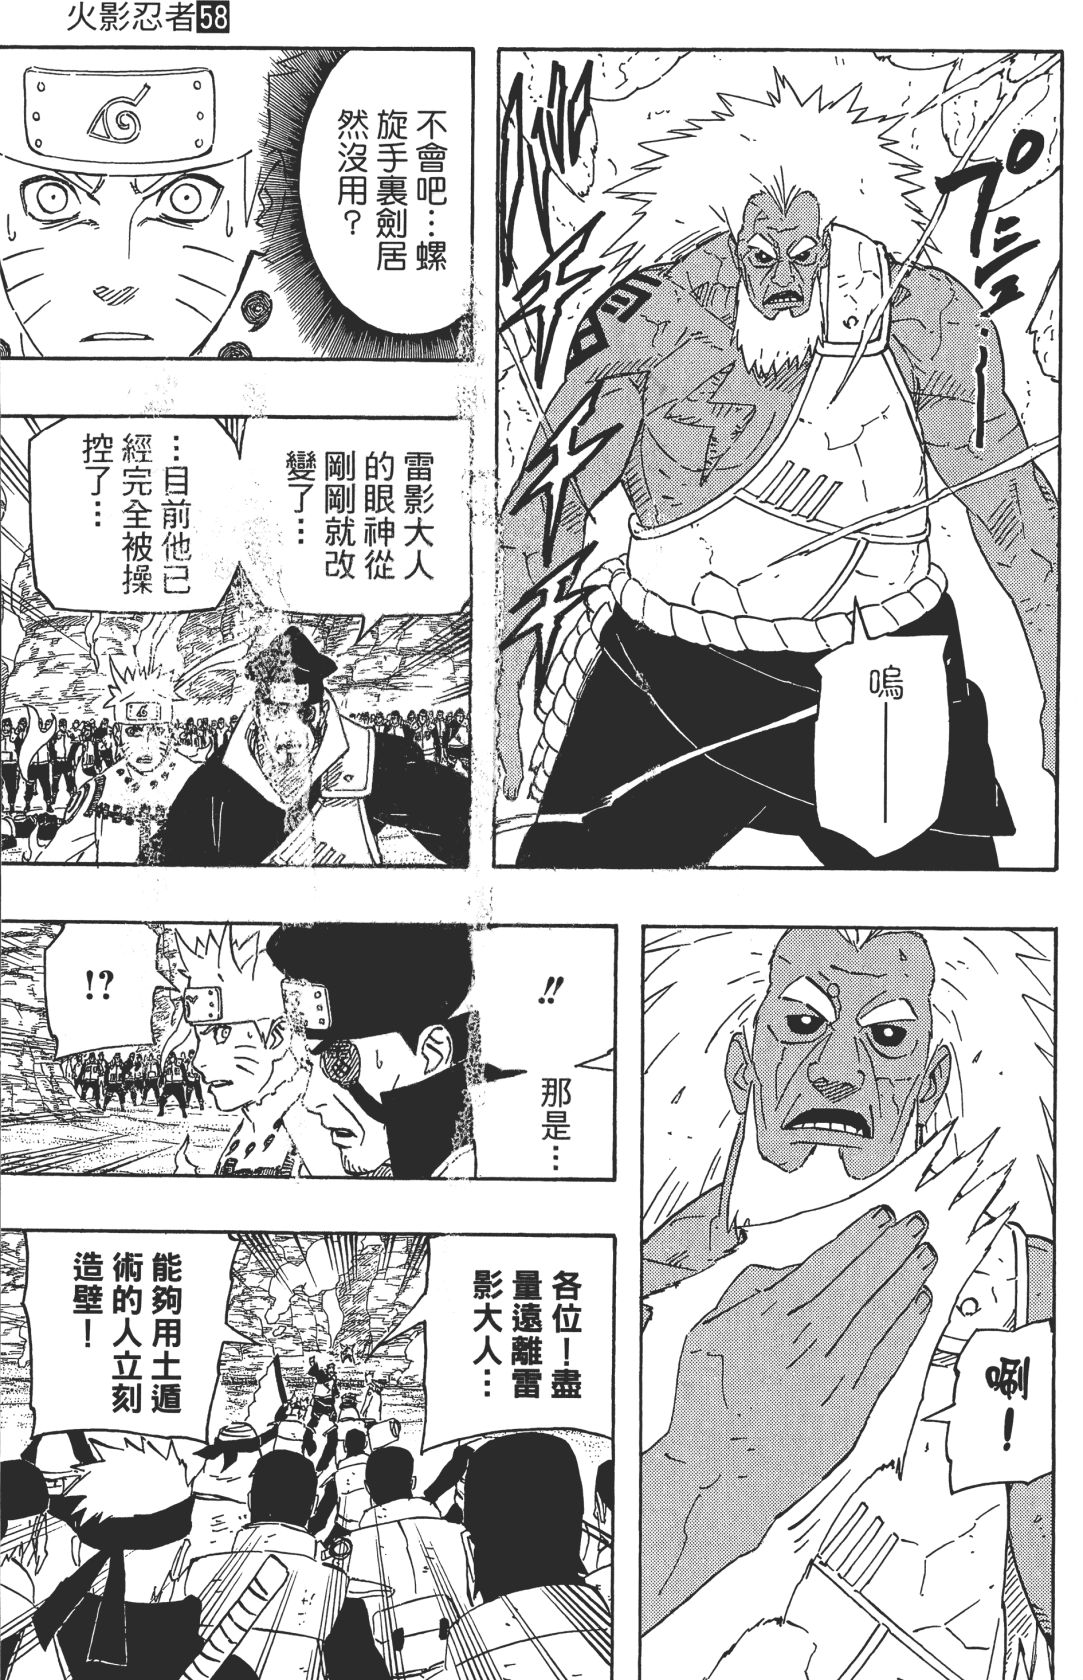 火影忍者58
プ
嗚──
不會吧…螺
旋手裏劍居
然沒用？
雷影大人
的眼神從
剛剛就改
變了…
…目前他已
經完全被操
控了…
咧！
!!
那是…
!?
各位！盡
量遠離雷
影大人…
能夠用土遁
術的人立刻
造壁！